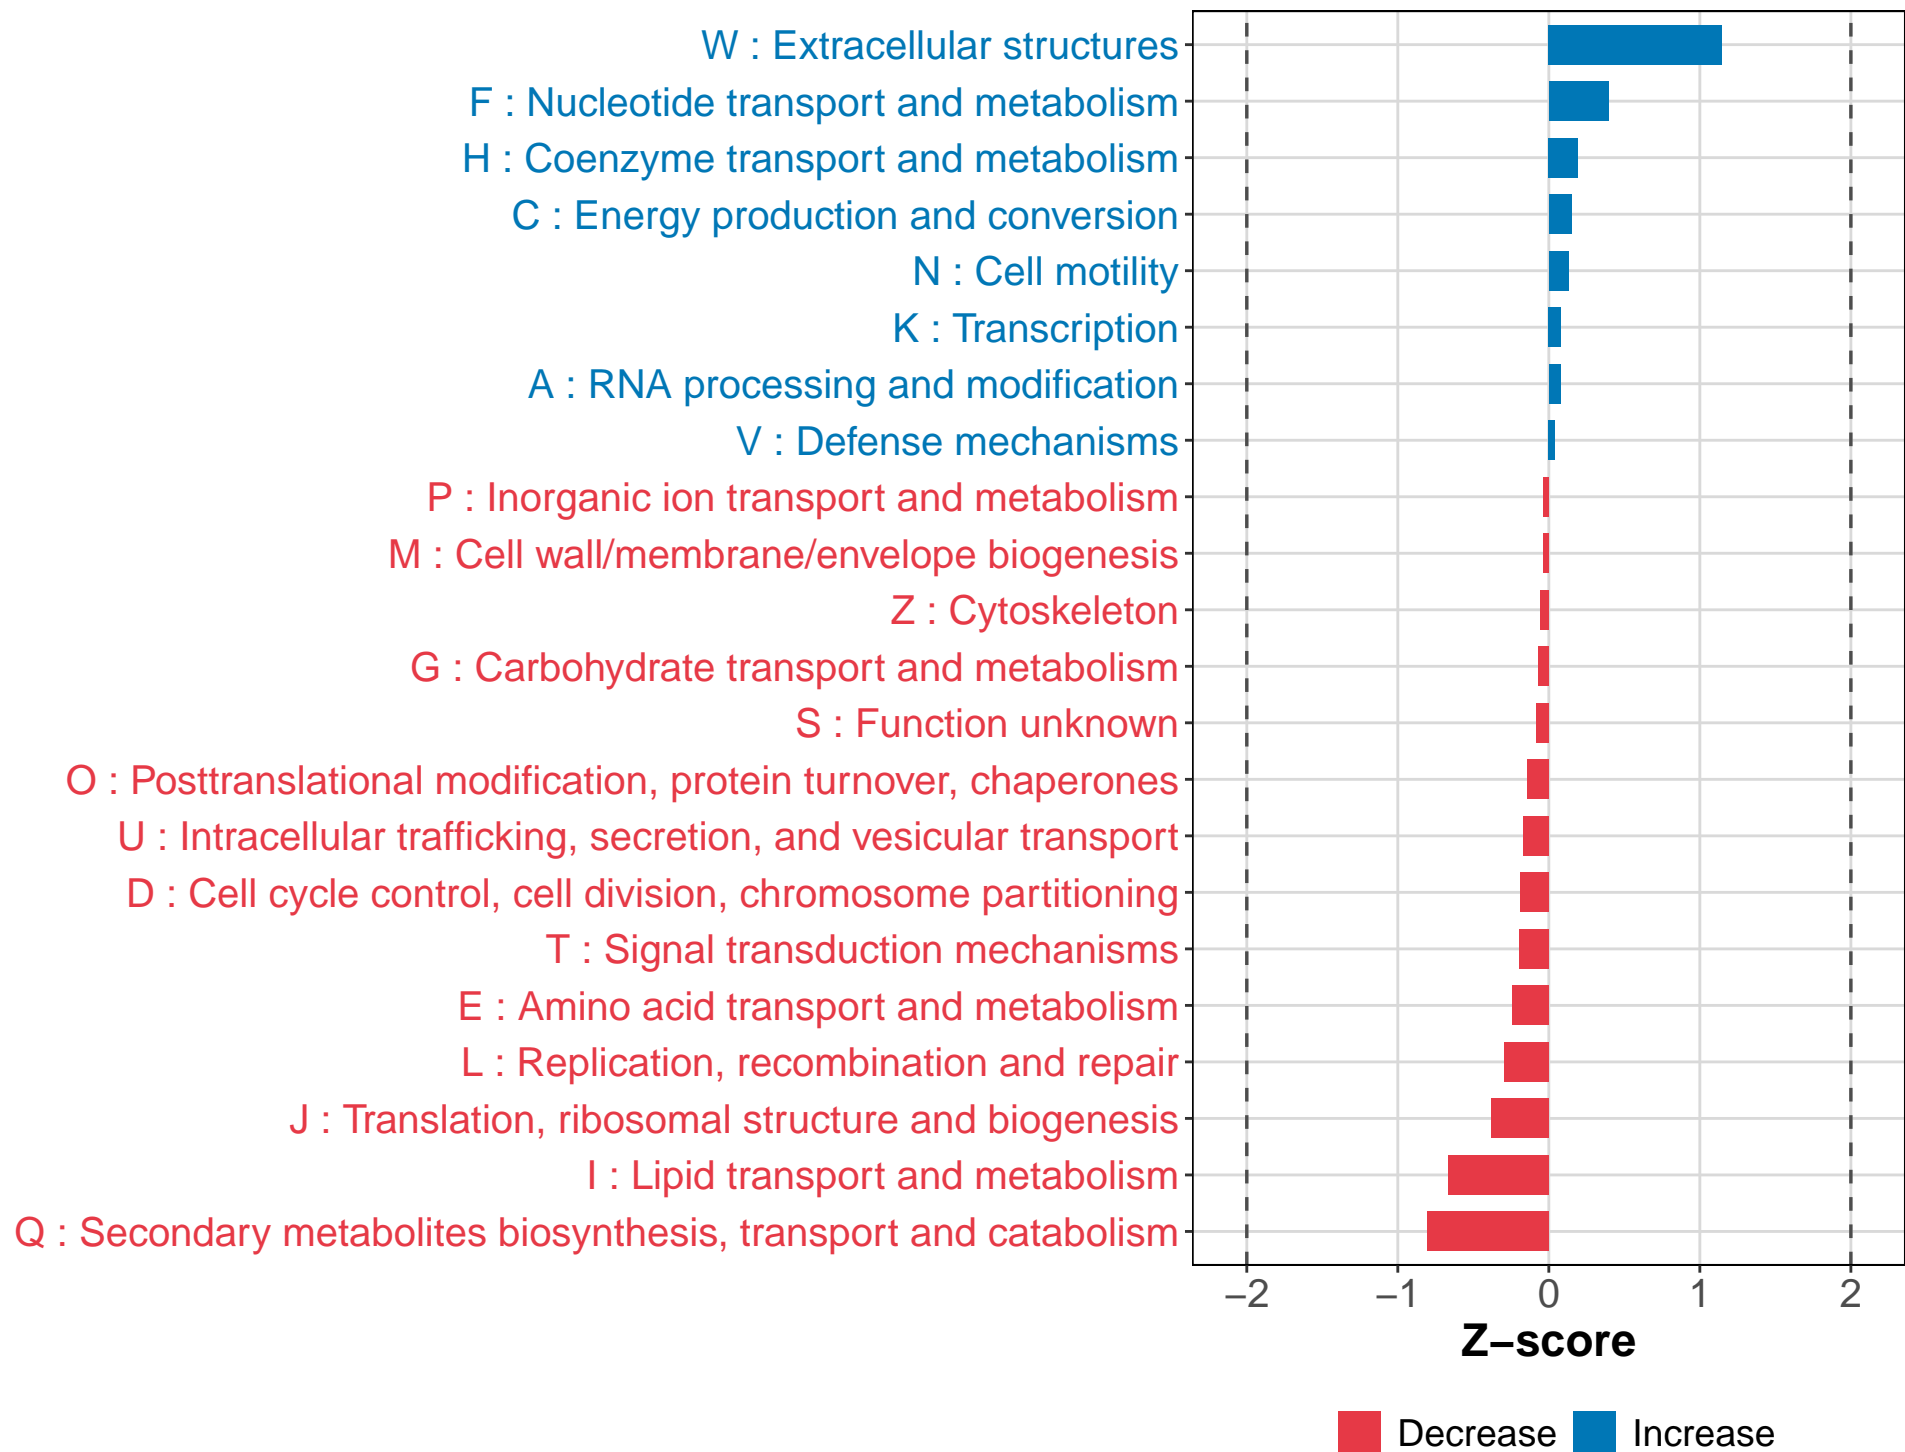 W : Extracellular structures
F : Nucleotide transport and metabolism
H : Coenzyme transport and metabolism
C : Energy production and conversion
N : Cell motility
K : Transcription
A : RNA processing and modification
V : Defense mechanisms
P : Inorganic ion transport and metabolism
M : Cell wall/membrane/envelope biogenesis
Z : Cytoskeleton
G : Carbohydrate transport and metabolism
S : Function unknown
O : Posttranslational modification, protein turnover, chaperones
U : Intracellular trafficking, secretion, and vesicular transport
D : Cell cycle control, cell division, chromosome partitioning
T : Signal transduction mechanisms
E : Amino acid transport and metabolism
L : Replication, recombination and repair
J : Translation, ribosomal structure and biogenesis
I : Lipid transport and metabolism
Q : Secondary metabolites biosynthesis, transport and catabolism
−2 −1 0 1 2
Z−score
Decrease Increase